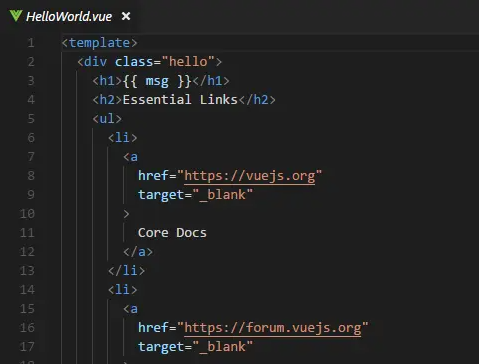 HelloWorld.vue ×
1 <template>
2 <div class="hello">
3 <h1>{{ msg }}</h1>
4 <h2>Essential Links</h2>
5 <ul>
6 <li>
7 <a
8 href="https://vuejs.org"
9 target="_blank"
10 >
11 Core Docs
12 </a>
13 </li>
14 <li>
15 <a
16 href="https://forum.vuejs.org"
17 target="_blank"